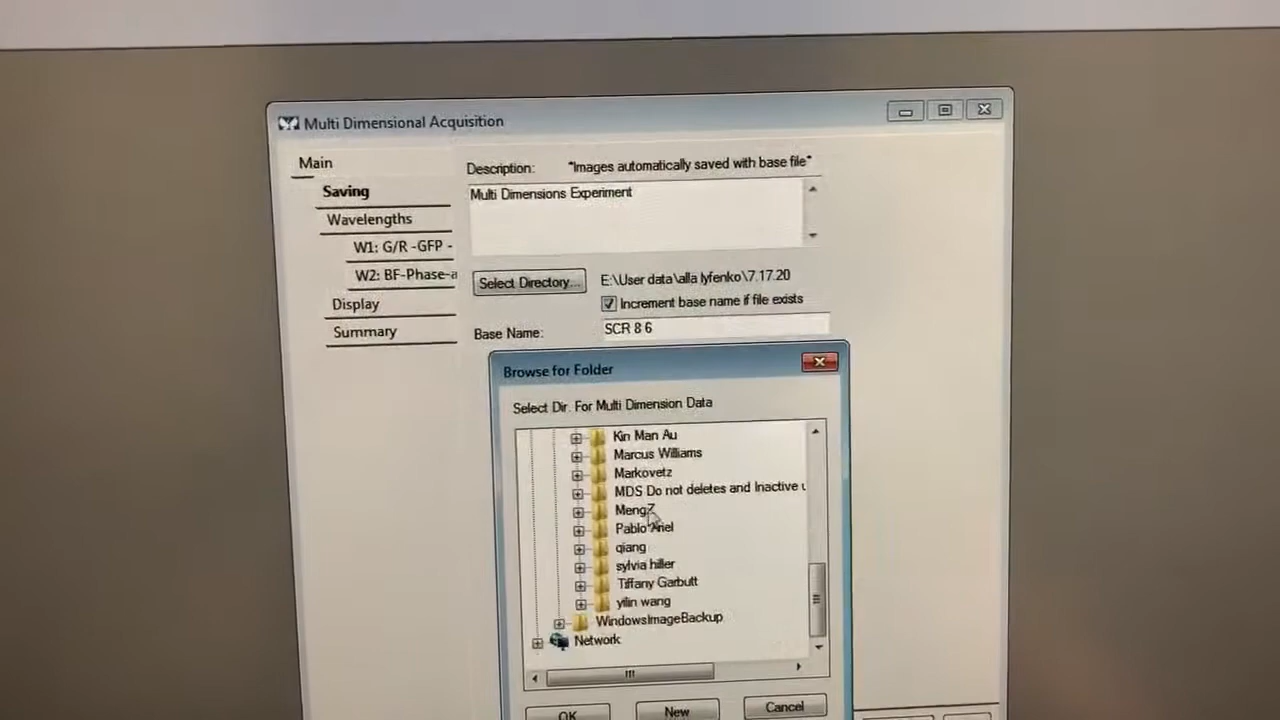 Multi Dimensional Acquisition
Main
Saving
Wavelengths
W1: G/R -GFP -
W2: BF-Phase-a
Display
Summary
Description: "Images automatically saved with base file"
Multi Dimensions Experiment
Select Directory... E:\User data\alla lyfenko\7.17.20
Increment base name if file exists
Base Name: SCR 8 6
Browse for Folder
Select Dir. For Multi Dimension Data
Kin Man Au
Marcus Williams
Markovetz
MDS Do not deletes and Inactive u
MengZ
Pablo Ariel
qiang
sylvia hiller
Tiffany Garbutt
yilin wang
WindowsImageBackup
Network
OK New Cancel